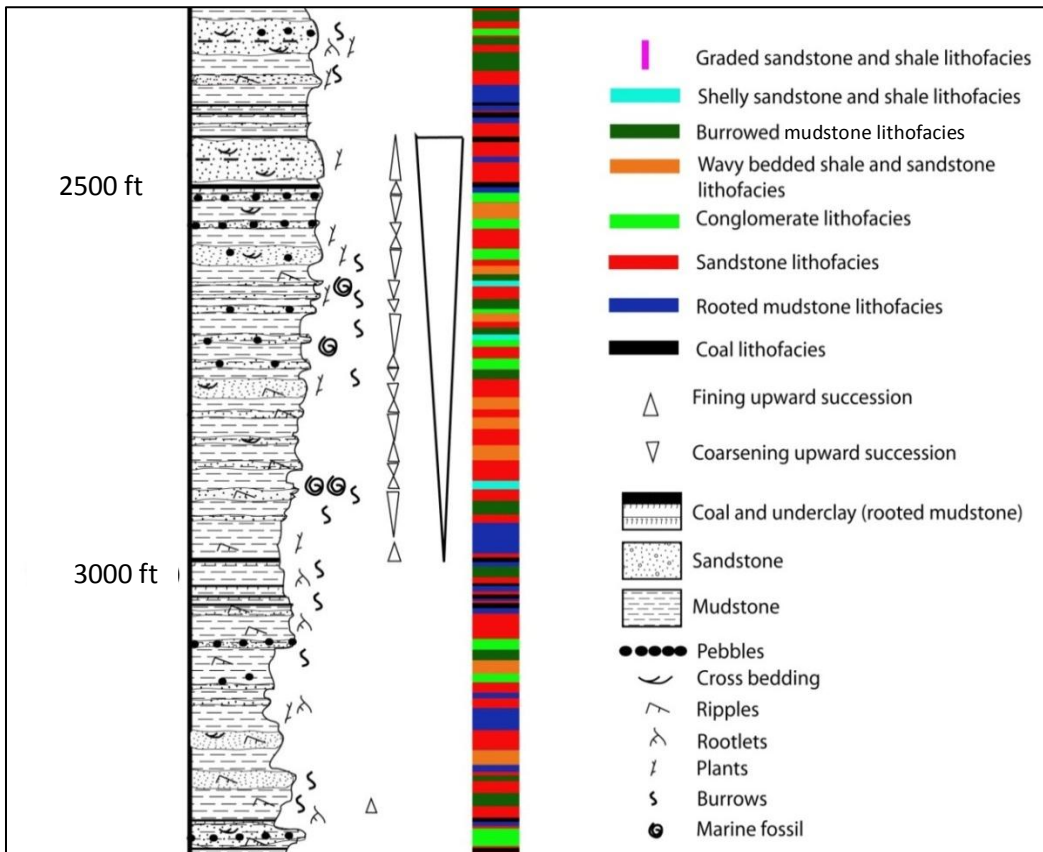 2500 ft
3000 ft
Graded sandstone and shale lithofacies
Shelly sandstone and shale lithofacies
Burrowed mudstone lithofacies
Wavy bedded shale and sandstone
lithofacies
Conglomerate lithofacies
Sandstone lithofacies
Rooted mudstone lithofacies
Coal lithofacies
Fining upward succession
Coarsening upward succession
Coal and underclay (rooted mudstone)
Sandstone
Mudstone
Pebbles
Cross bedding
Ripples
Rootlets
Plants
Burrows
Marine fossil